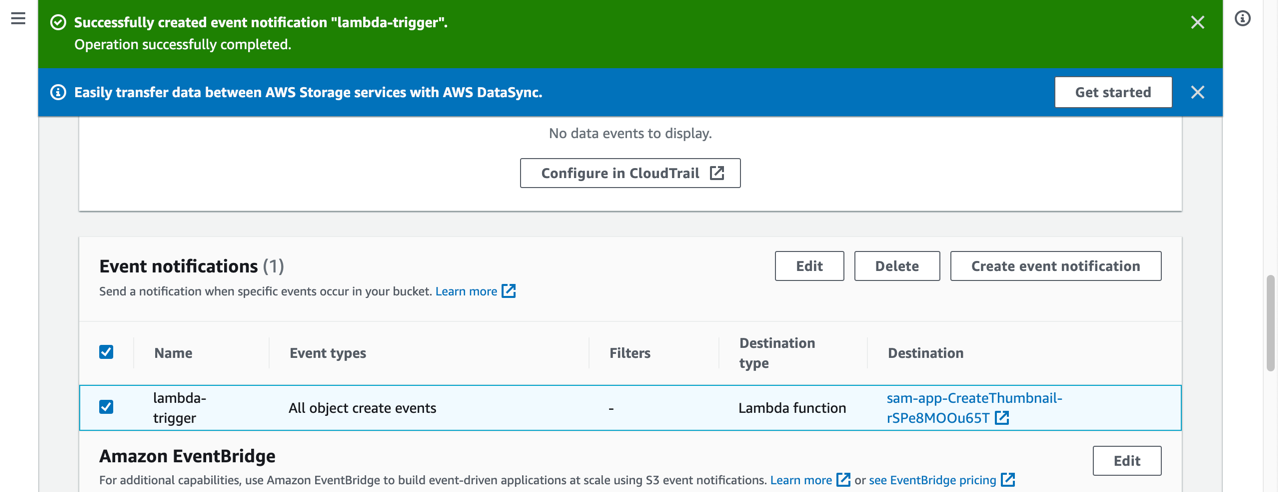 Successfully created event notification "lambda-trigger".
Operation successfully completed.
Easily transfer data between AWS Storage services with AWS DataSync.
Get started
No data events to display.
Configure in CloudTrail
Event notifications (1)
Edit
Delete
Create event notification
Send a notification when specific events occur in your bucket. Learn more
Name
Event types
Filters
Destination
type
Destination
lambda-
trigger
All object create events
-
Lambda function
sam-app-CreateThumbnail-
rSPe8MOOu65T
Amazon EventBridge
Edit
For additional capabilities, use Amazon EventBridge to build event-driven applications at scale using S3 event notifications. Learn more or see EventBridge pricing